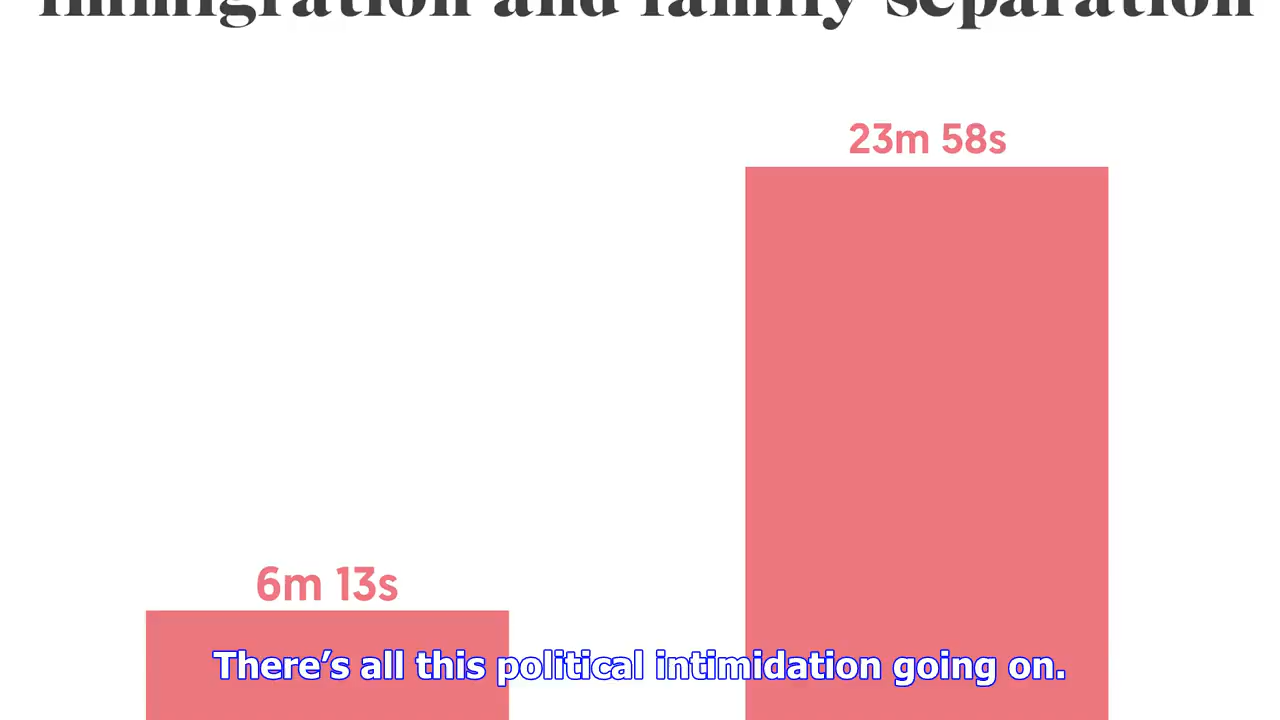 immigration and family separation
23m 58s
6m 13s
There’s all this political intimidation going on.